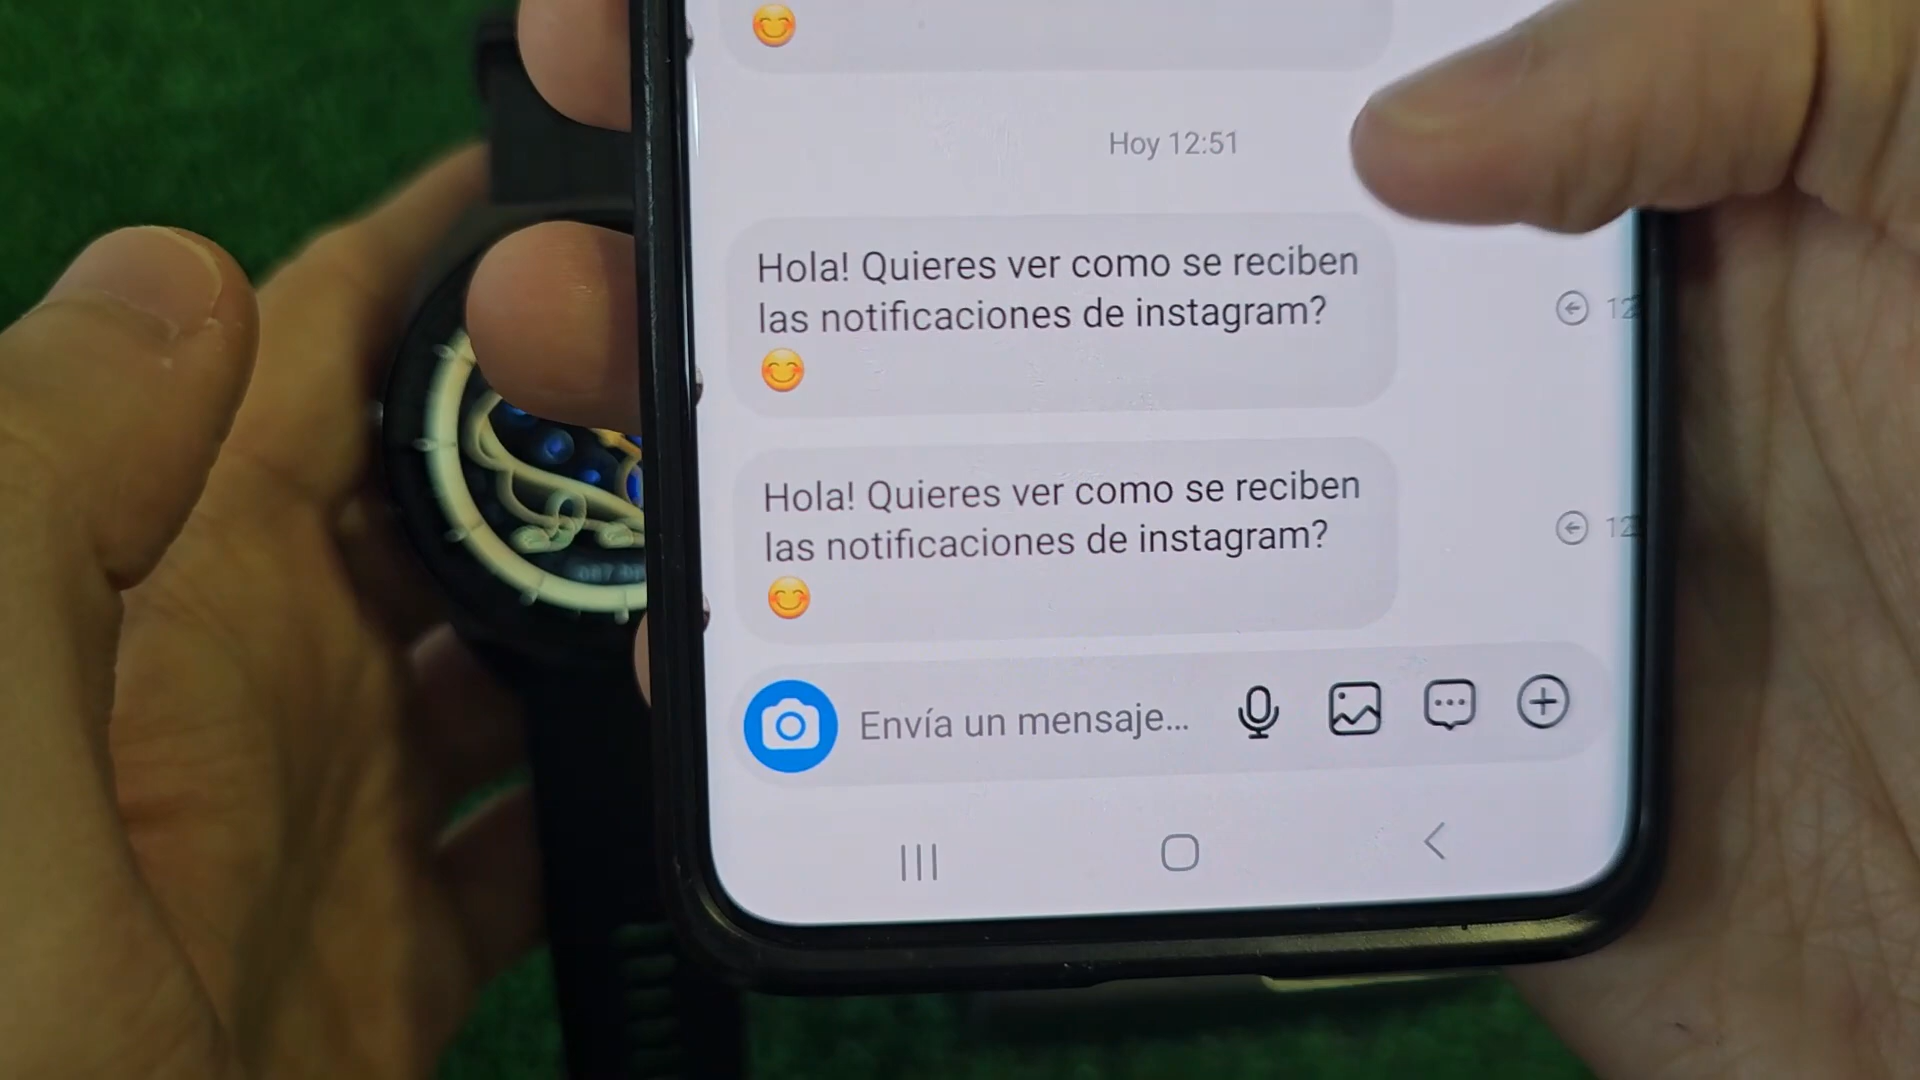 😊
Hoy 12:51
Hola! Quieres ver como se reciben
las notificaciones de instagram?
😊
Hola! Quieres ver como se reciben
las notificaciones de instagram?
😊
Envía un mensaje...